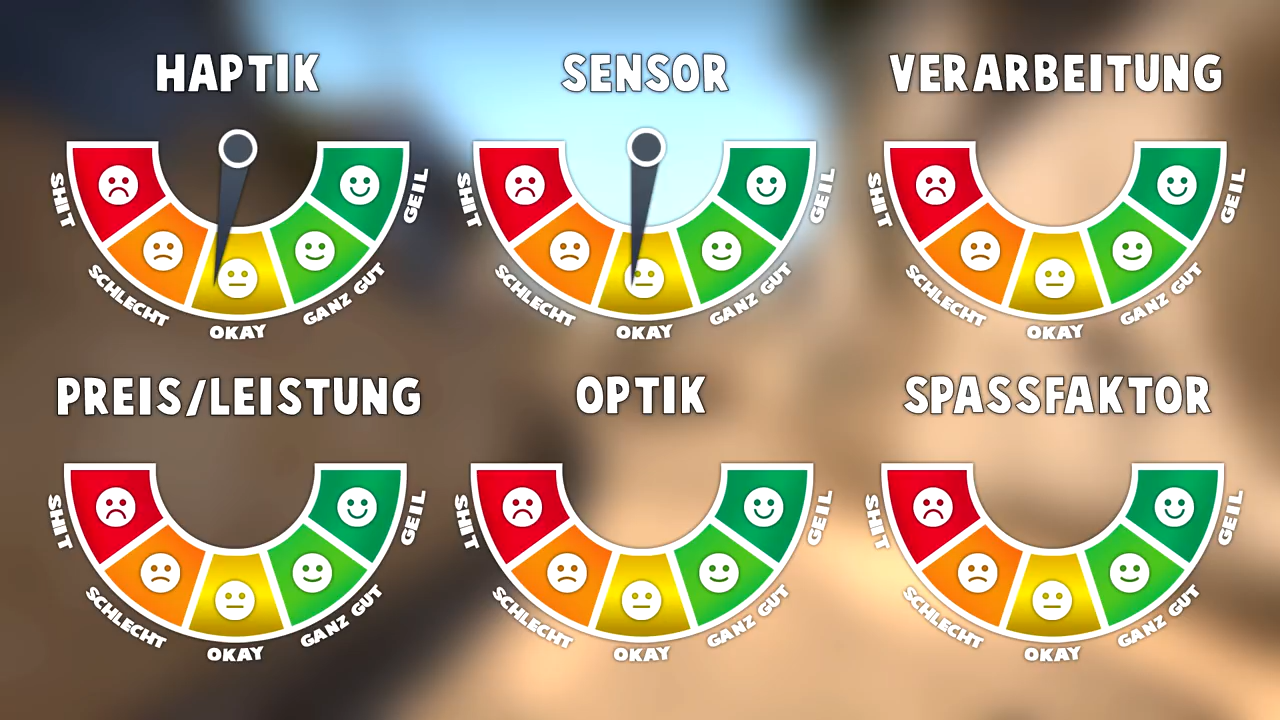 HAPTIK
SHIT
SCHLECHT
OKAY
GANZ GUT
GEIL
SENSOR
SHIT
SCHLECHT
OKAY
GANZ GUT
GEIL
VERARBEITUNG
SHIT
SCHLECHT
OKAY
GANZ GUT
GEIL
PREIS/LEISTUNG
SHIT
SCHLECHT
OKAY
GANZ GUT
GEIL
OPTIK
SHIT
SCHLECHT
OKAY
GANZ GUT
GEIL
SPASSFAKTOR
SHIT
SCHLECHT
OKAY
GANZ GUT
GEIL